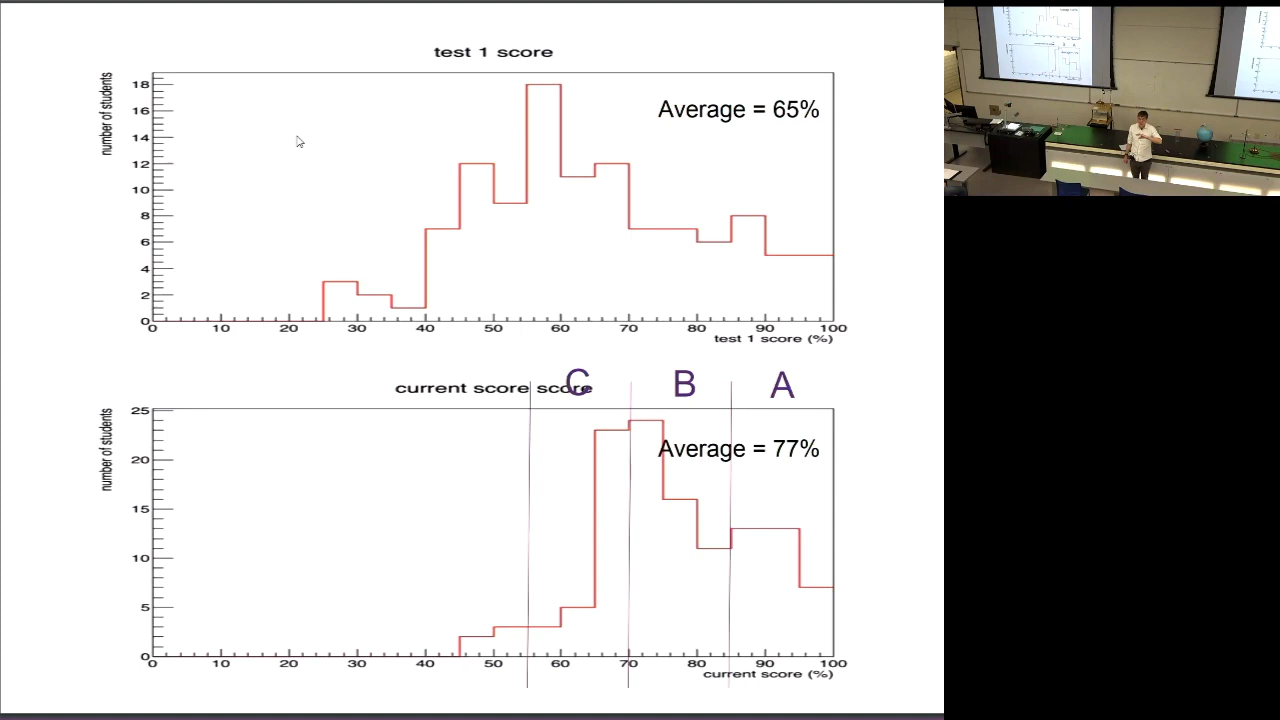 test 1 score
number of students
Average = 65%
18
16
14
12
10
8
6
4
2
0
0 10 20 30 40 50 60 70 80 90 100
test 1 score (%)
current score score
C B A
number of students
Average = 77%
25
20
15
10
5
0
0 10 20 30 40 50 60 70 80 90 100
current score (%)